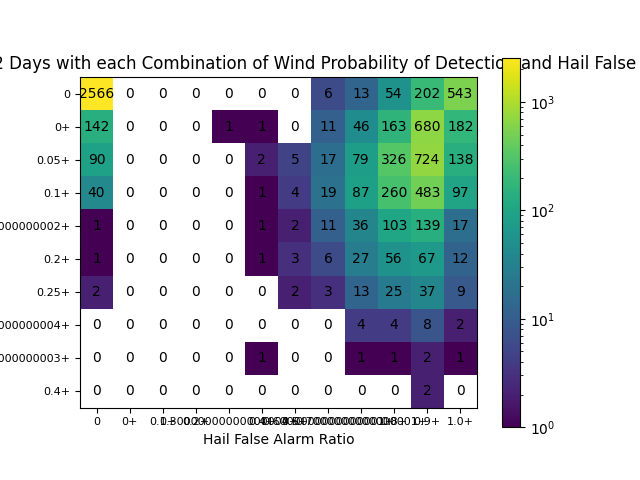 2 Days with each Combination of Wind Probability of Detection and Hail False
0 2566 0 0 0 0 0 0 6 13 54 202 543
0+ 142 0 0 0 1 1 0 11 46 163 680 182
0.05+ 90 0 0 0 0 2 5 17 79 326 724 138
0.1+ 40 0 0 0 0 1 4 19 87 260 483 97
000000002+ 1 0 0 0 0 1 2 11 36 103 139 17
0.2+ 1 0 0 0 0 1 3 6 27 56 67 12
0.25+ 2 0 0 0 0 0 2 3 13 25 37 9
000000004+ 0 0 0 0 0 0 0 0 4 4 8 2
000000003+ 0 0 0 0 0 1 0 0 1 1 2 1
0.4+ 0 0 0 0 0 0 0 0 0 0 2 0
0 0+ 0.9+ 1.0+
Hail False Alarm Ratio
10³
10²
10¹
10⁰